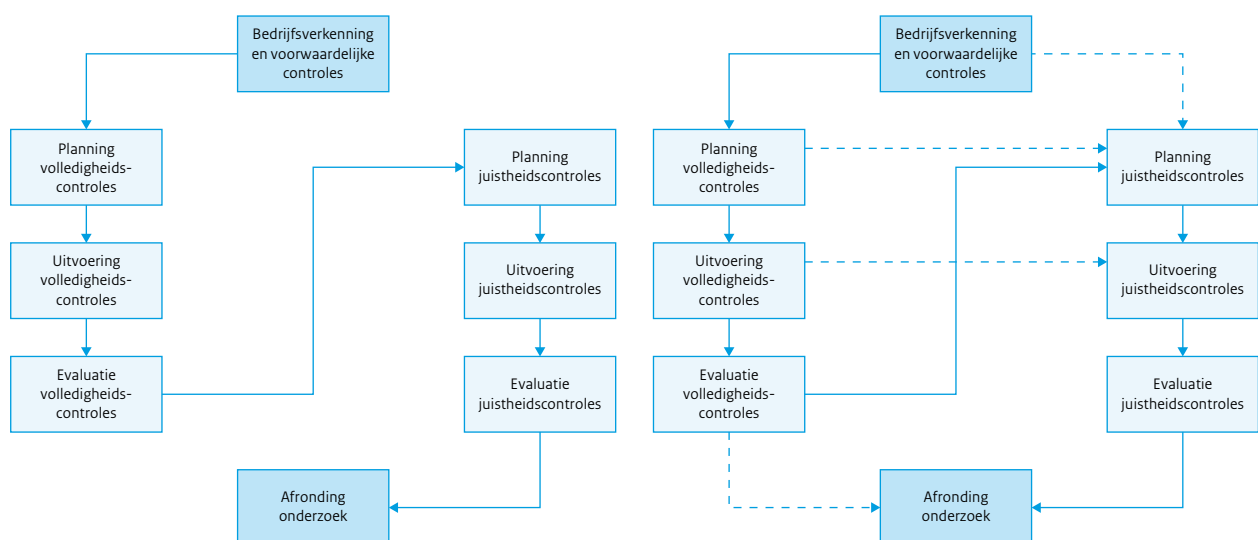 Bedrijfsverkenning
en voorwaardelijke
controles
Planning
volledigheids-
controles
Planning
juistheidscontroles
Uitvoering
volledigheids-
controles
Uitvoering
juistheidscontroles
Evaluatie
volledigheids-
controles
Evaluatie
juistheidscontroles
Afronding
onderzoek
Bedrijfsverkenning
en voorwaardelijke
controles
Planning
volledigheids-
controles
Planning
juistheidscontroles
Uitvoering
volledigheids-
controles
Uitvoering
juistheidscontroles
Evaluatie
volledigheids-
controles
Evaluatie
juistheidscontroles
Afronding
onderzoek